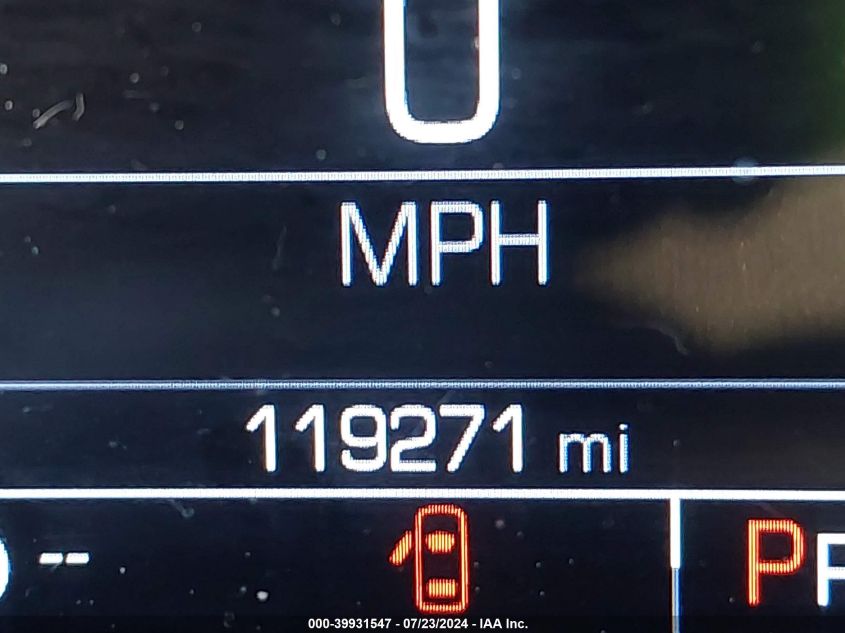 0
MPH
119271 mi
-- P
000-39931547 - 07/23/2024 - IAA Inc.